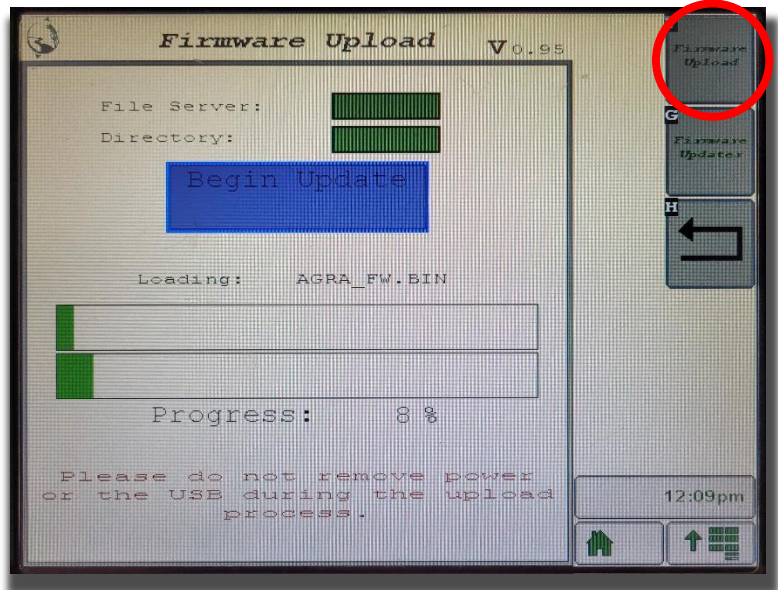 Firmware Upload V0.95
File Server:
Directory:
Begin Update
Loading: AGRA_FW.BIN
Progress: 8 %
Please do not remove power
or the USB during the upload
process.
Firmware
Upload
G
Firmware
Updater
H
12:09pm